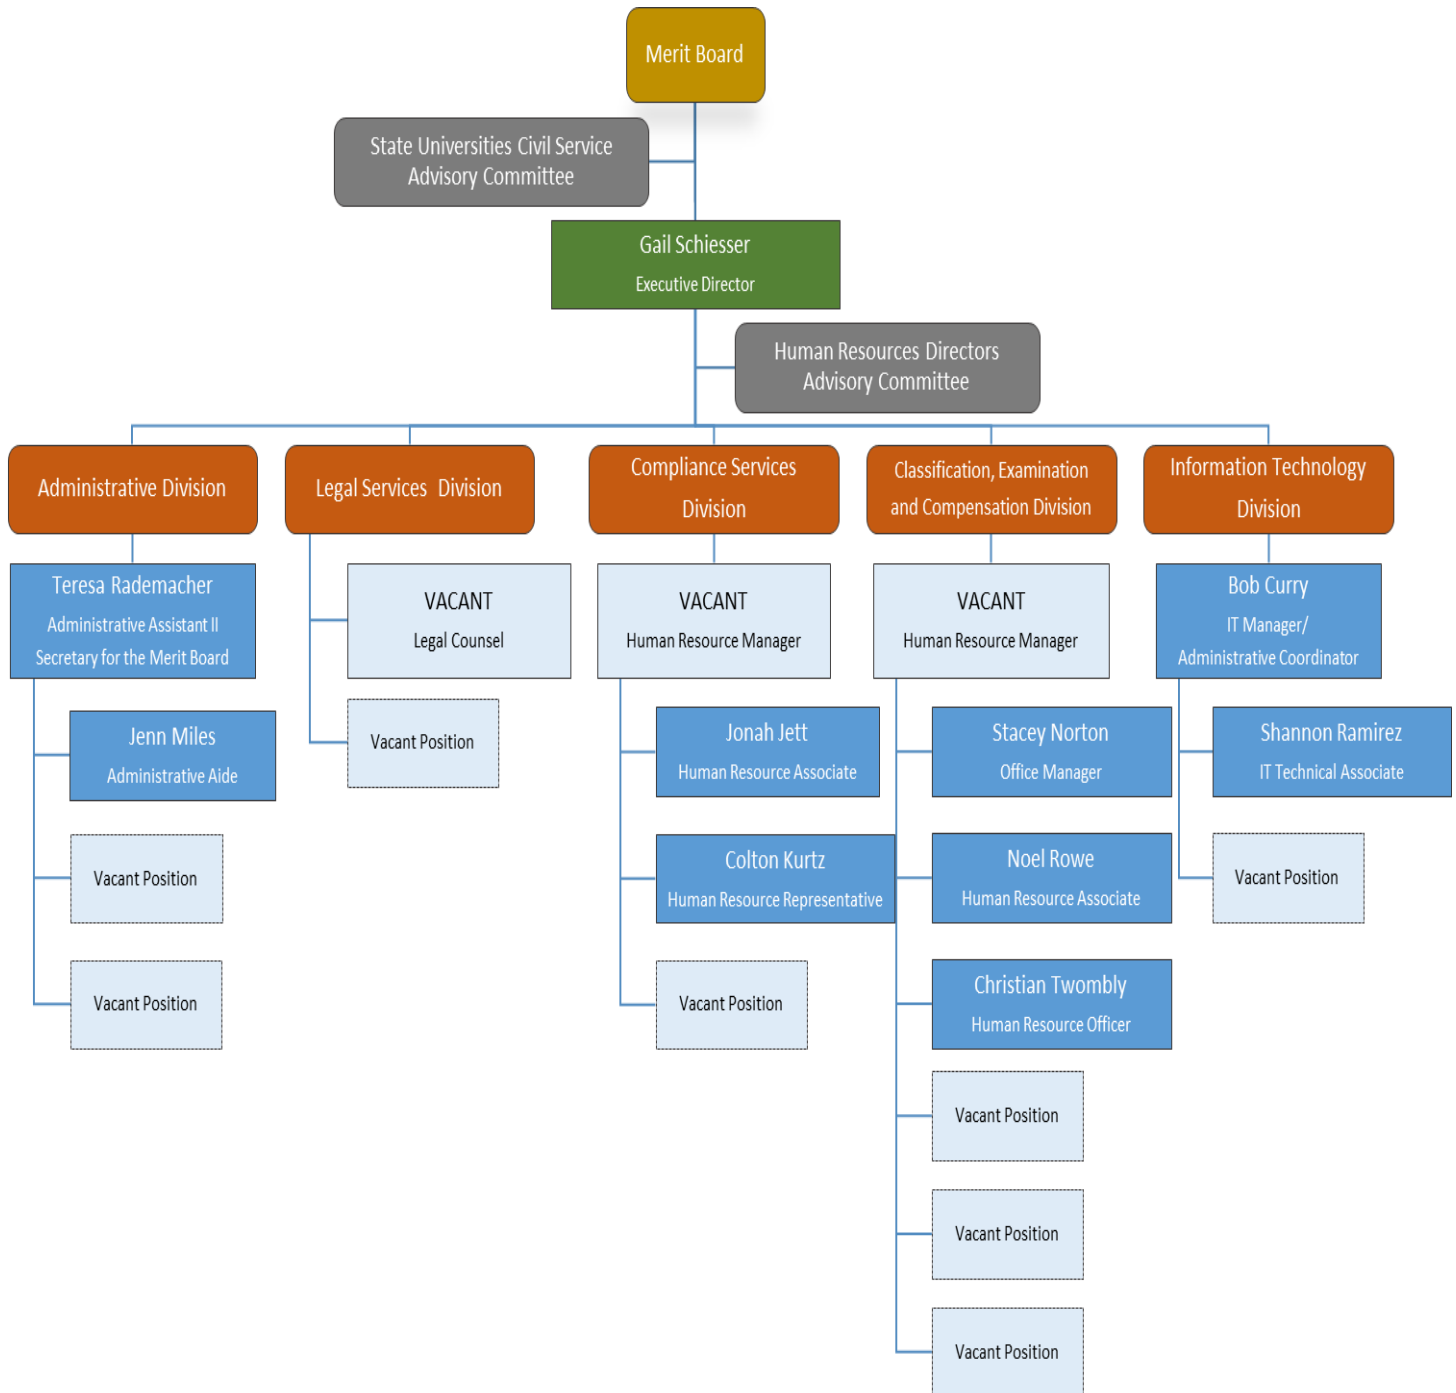 Merit Board
State Universities Civil Service
Advisory Committee
Gail Schiesser
Executive Director
Human Resources Directors
Advisory Committee
Administrative Division
Teresa Rademacher
Administrative Assistant II
Secretary for the Merit Board
Jenn Miles
Administrative Aide
Vacant Position
Vacant Position
Legal Services Division
VACANT
Legal Counsel
Vacant Position
Compliance Services
Division
VACANT
Human Resource Manager
Jonah Jett
Human Resource Associate
Colton Kurtz
Human Resource Representative
Vacant Position
Classification, Examination
and Compensation Division
VACANT
Human Resource Manager
Stacey Norton
Office Manager
Noel Rowe
Human Resource Associate
Christian Twombly
Human Resource Officer
Vacant Position
Vacant Position
Vacant Position
Information Technology
Division
Bob Curry
IT Manager/
Administrative Coordinator
Shannon Ramirez
IT Technical Associate
Vacant Position